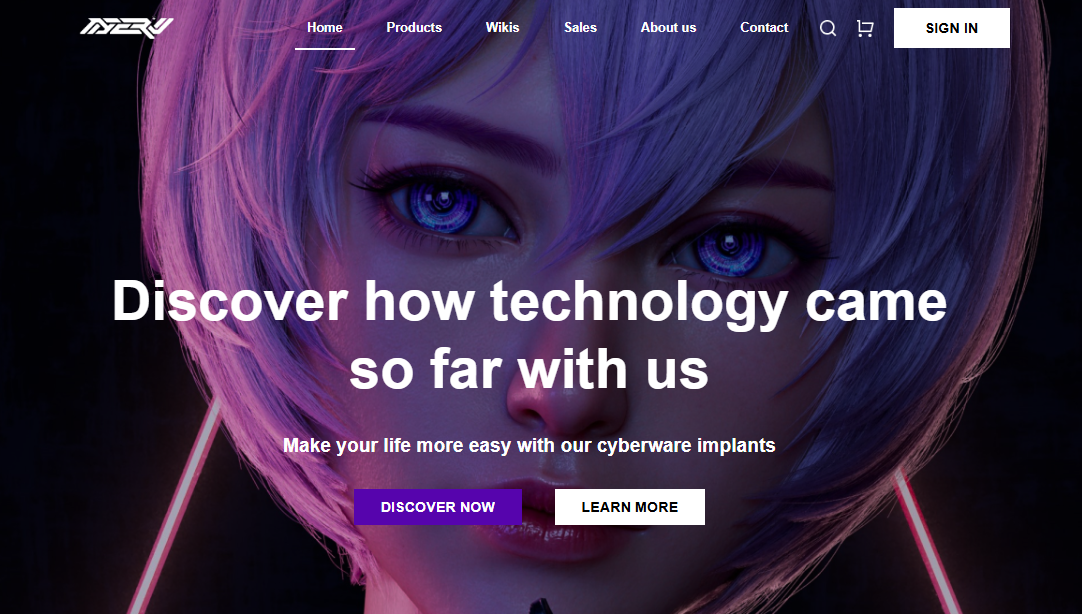 Home Products Wikis Sales About us Contact SIGN IN
Discover how technology came
so far with us
Make your life more easy with our cyberware implants
DISCOVER NOW LEARN MORE